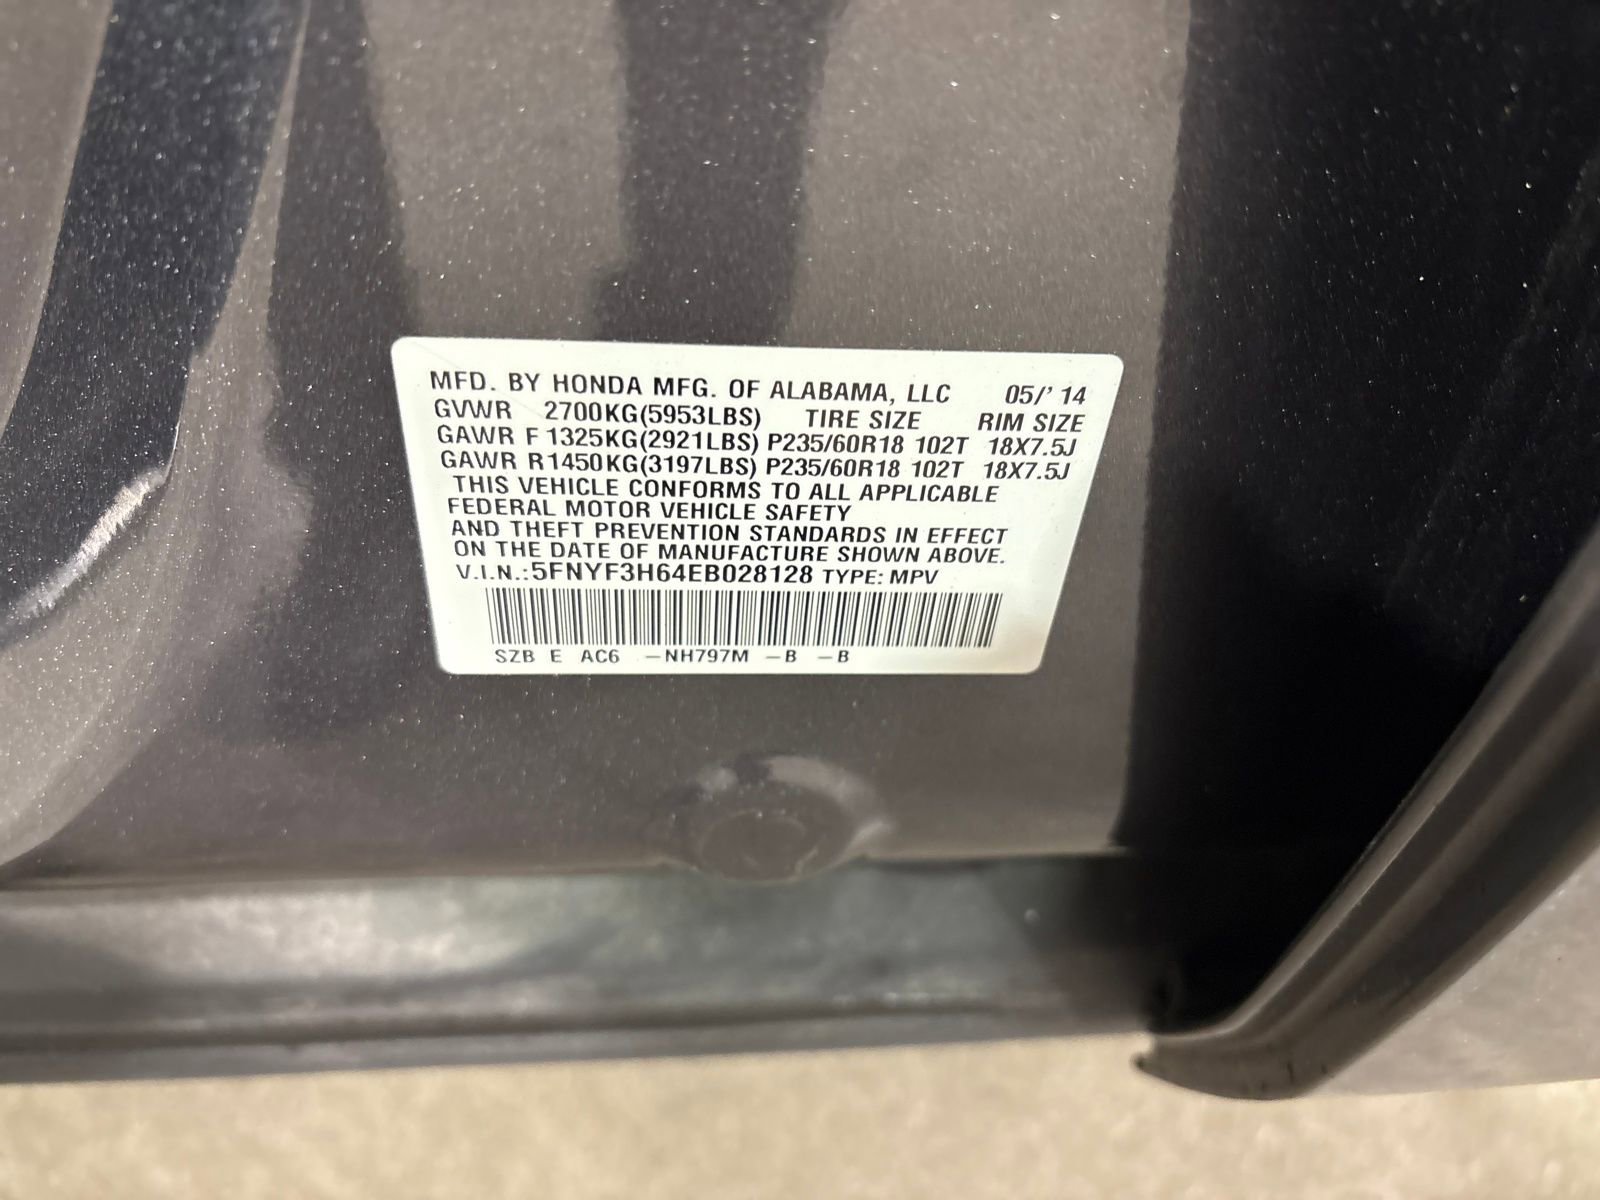 MFD. BY HONDA MFG. OF ALABAMA, LLC 05/' 14
GVWR 2700KG(5953LBS) TIRE SIZE RIM SIZE
GAWR F 1325KG(2921LBS) P235/60R18 102T 18X7.5J
GAWR R1450KG(3197LBS) P235/60R18 102T 18X7.5J
THIS VEHICLE CONFORMS TO ALL APPLICABLE
FEDERAL MOTOR VEHICLE SAFETY
AND THEFT PREVENTION STANDARDS IN EFFECT
ON THE DATE OF MANUFACTURE SHOWN ABOVE.
V.I.N.:5FNYF3H64EB028128 TYPE: MPV
SZB E AC6 -NH797M -B -B